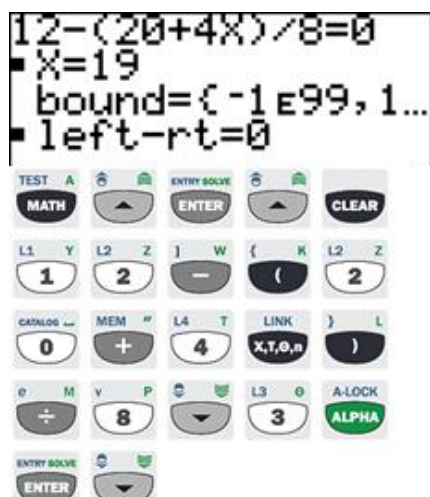 12-(20+4X)/8=0
▪X=19
bound={-1ᴇ99,1…
▪left-rt=0
TEST A ENTRY SOLVE
MATH ▲ ENTER ▲ CLEAR
L1 Y L2 Z ] W { K L2 Z
1 2 − ( 2
CATALOG MEM " L4 T LINK } L
0 + 4 X,T,Θ,n )
e M v P L3 θ A-LOCK
÷ 8 ▼ 3 ALPHA
ENTRY SOLVE
ENTER ▼